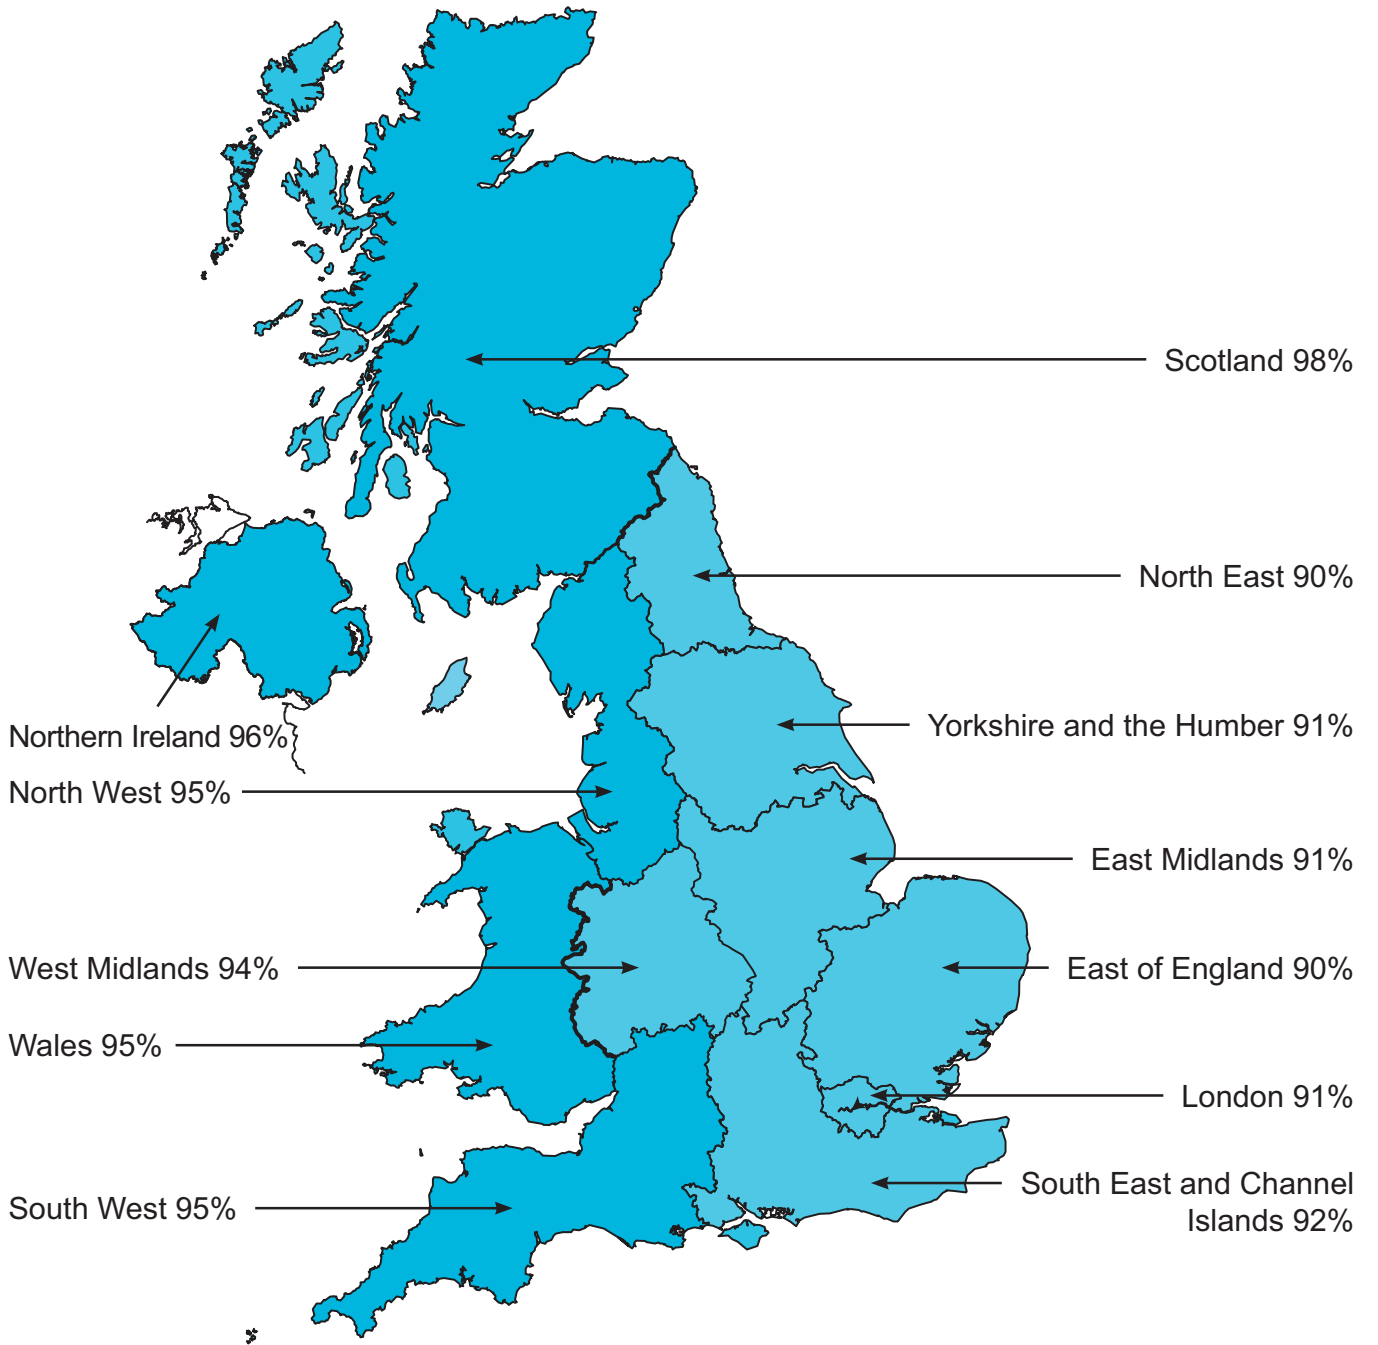 Scotland 98%
North East 90%
Northern Ireland 96%
Yorkshire and the Humber 91%
North West 95%
East Midlands 91%
West Midlands 94%
East of England 90%
Wales 95%
London 91%
South East and Channel
Islands 92%
South West 95%